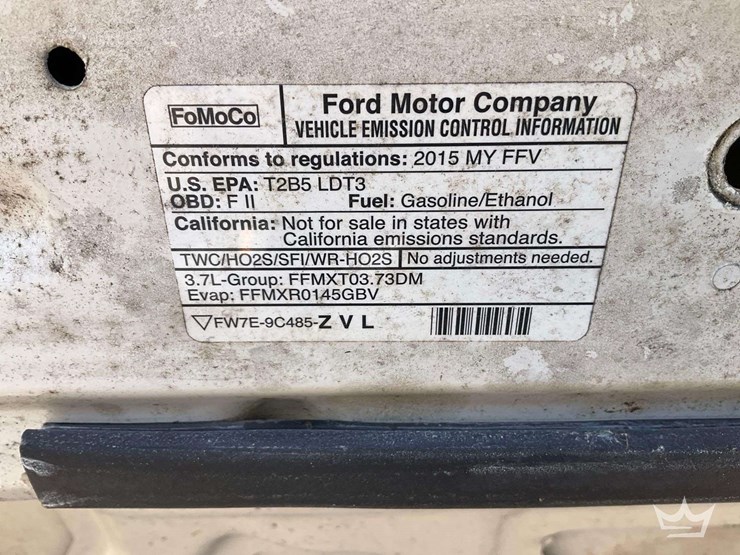 FoMoCo
Ford Motor Company
VEHICLE EMISSION CONTROL INFORMATION
Conforms to regulations: 2015 MY FFV
U.S. EPA: T2B5 LDT3
OBD: F II Fuel: Gasoline/Ethanol
California: Not for sale in states with
California emissions standards.
TWC/HO2S/SFI/WR-HO2S No adjustments needed.
3.7L-Group: FFMXT03.73DM
Evap: FFMXR0145GBV
FW7E-9C485-Z V L